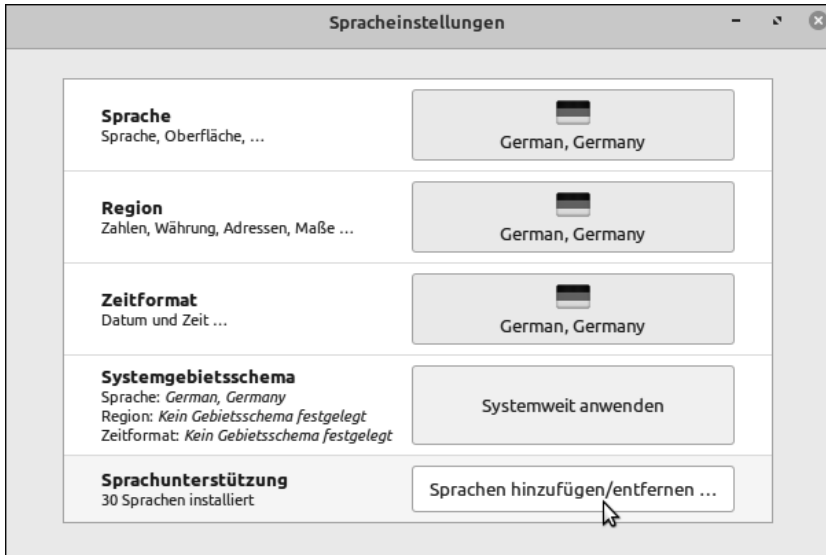 Spracheinstellungen
Sprache
Sprache, Oberfläche, …
German, Germany
Region
Zahlen, Währung, Adressen, Maße …
German, Germany
Zeitformat
Datum und Zeit …
German, Germany
Systemgebietsschema
Sprache: German, Germany
Region: Kein Gebietsschema festgelegt
Zeitformat: Kein Gebietsschema festgelegt
Systemweit anwenden
Sprachunterstützung
30 Sprachen installiert
Sprachen hinzufügen/entfernen …